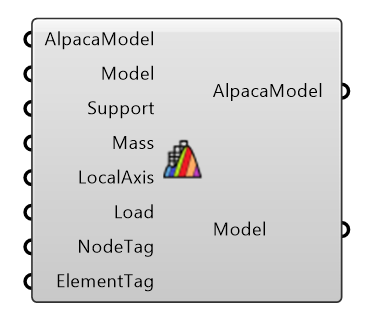 AlpacaModel
Model
Support
Mass
LocalAxis
Load
NodeTag
ElementTag
AlpacaModel
Model